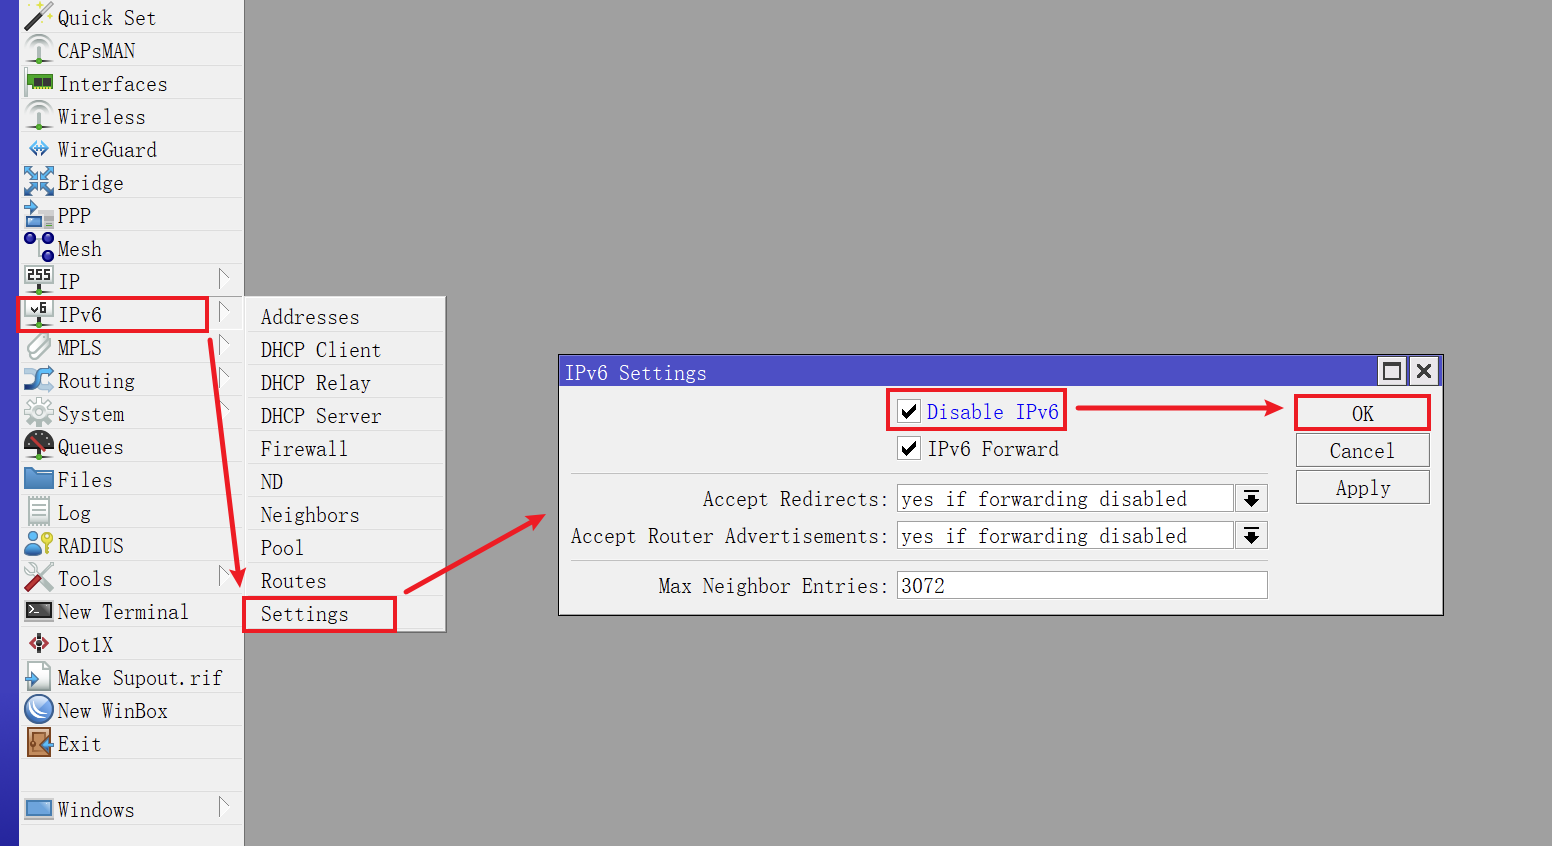 Quick Set
CAPsMAN
Interfaces
Wireless
WireGuard
Bridge
PPP
Mesh
255
IP
v6
IPv6
MPLS
Routing
System
Queues
Files
Log
RADIUS
Tools
New Terminal
Dot1X
Make Supout.rif
New WinBox
Exit
Windows
Addresses
DHCP Client
DHCP Relay
DHCP Server
Firewall
ND
Neighbors
Pool
Routes
Settings
IPv6 Settings
Disable IPv6
IPv6 Forward
Accept Redirects: yes if forwarding disabled
Accept Router Advertisements: yes if forwarding disabled
Max Neighbor Entries: 3072
OK
Cancel
Apply